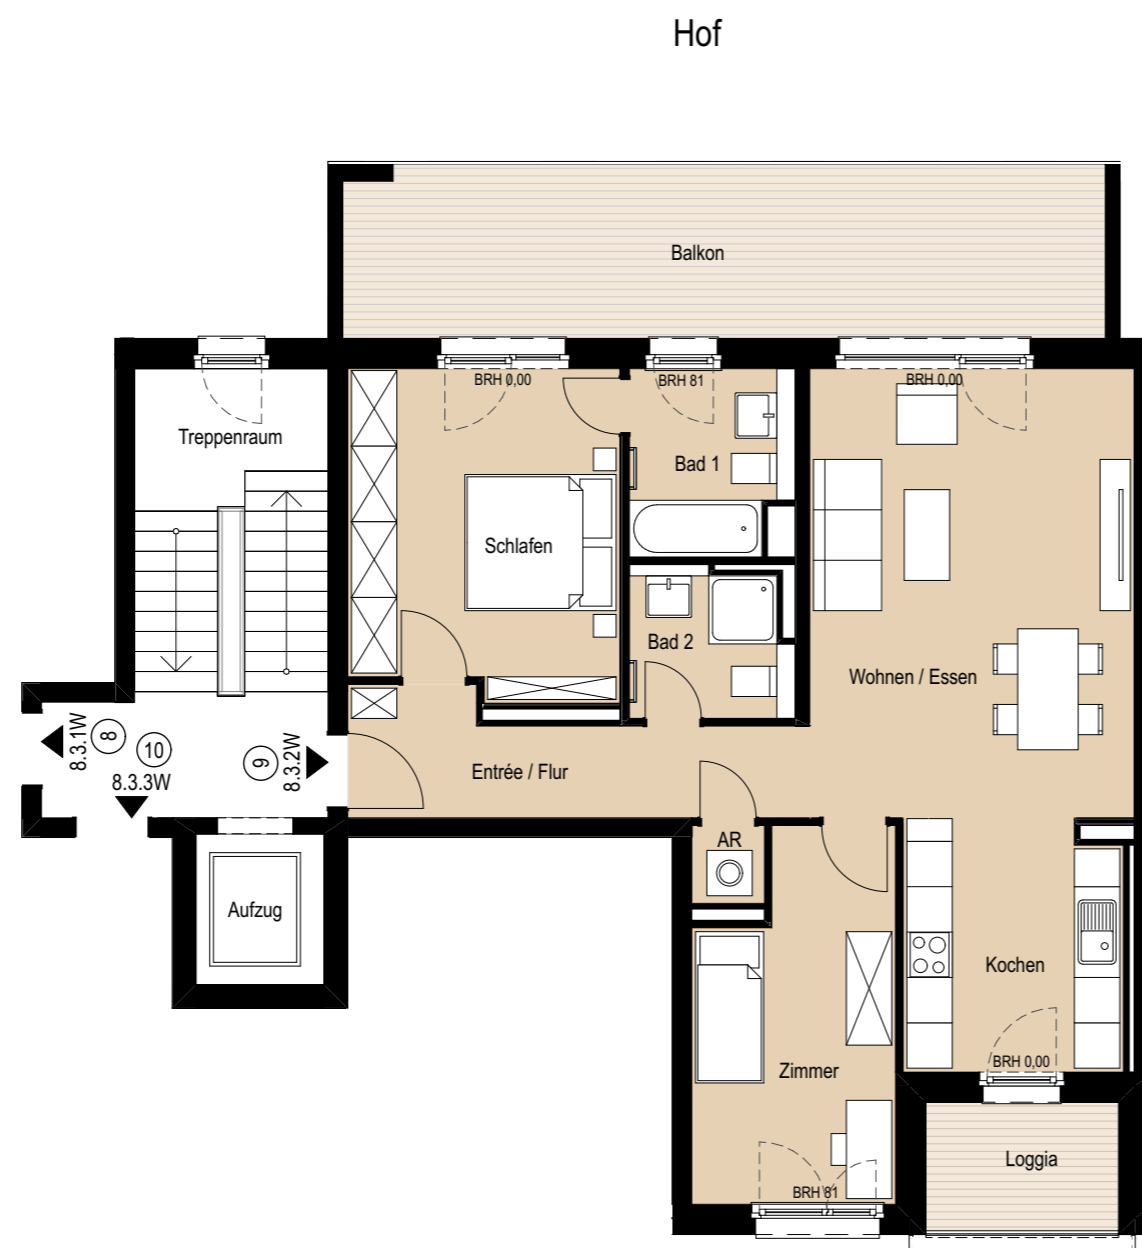 Hof
Balkon
BRH 0,00
BRH 81
BRH 0,00
Treppenraum
Bad 1
Schlafen
Bad 2
Wohnen / Essen
8.3.1W
8
10
8.3.3W
9
8.3.2W
Entrée / Flur
AR
Aufzug
Kochen
BRH 0,00
Zimmer
Loggia
BRH 81